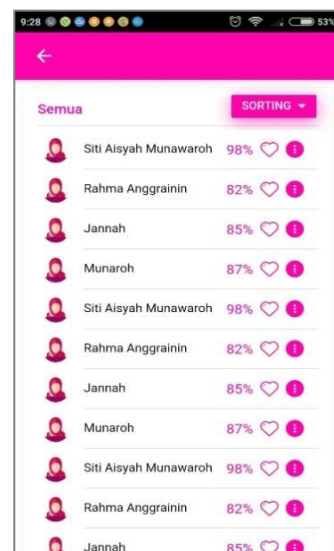 9:28 53%
Semua SORTING
Siti Aisyah Munawaroh 98%
Rahma Anggrainin 82%
Jannah 85%
Munaroh 87%
Siti Aisyah Munawaroh 98%
Rahma Anggrainin 82%
Jannah 85%
Munaroh 87%
Siti Aisyah Munawaroh 98%
Rahma Anggrainin 82%
Jannah 85%